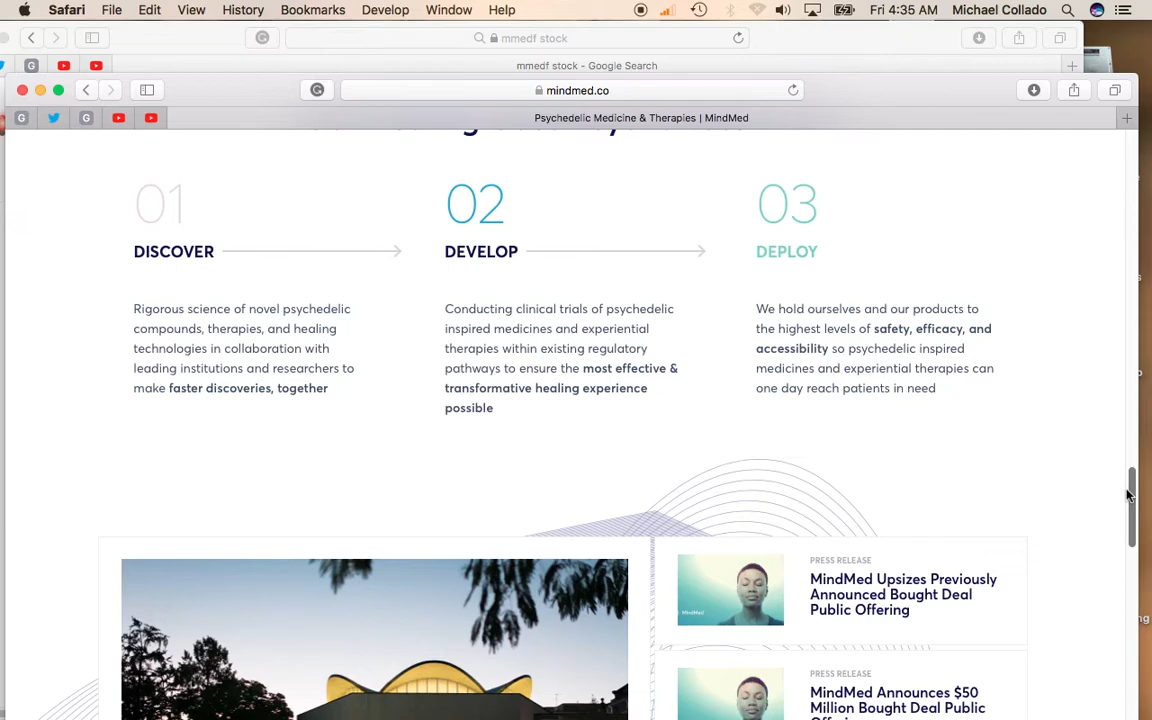 Safari File Edit View History Bookmarks Develop Window Help Fri 4:35 AM Michael Collado
mmedf stock
mmedf stock - Google Search
mindmed.co
Psychedelic Medicine & Therapies | MindMed
01
DISCOVER
Rigorous science of novel psychedelic
compounds, therapies, and healing
technologies in collaboration with
leading institutions and researchers to
make faster discoveries, together
02
DEVELOP
Conducting clinical trials of psychedelic
inspired medicines and experiential
therapies within existing regulatory
pathways to ensure the most effective &
transformative healing experience
possible
03
DEPLOY
We hold ourselves and our products to
the highest levels of safety, efficacy, and
accessibility so psychedelic inspired
medicines and experiential therapies can
one day reach patients in need
PRESS RELEASE
MindMed Upsizes Previously
Announced Bought Deal
Public Offering
MindMed
PRESS RELEASE
MindMed Announces $50
Million Bought Deal Public